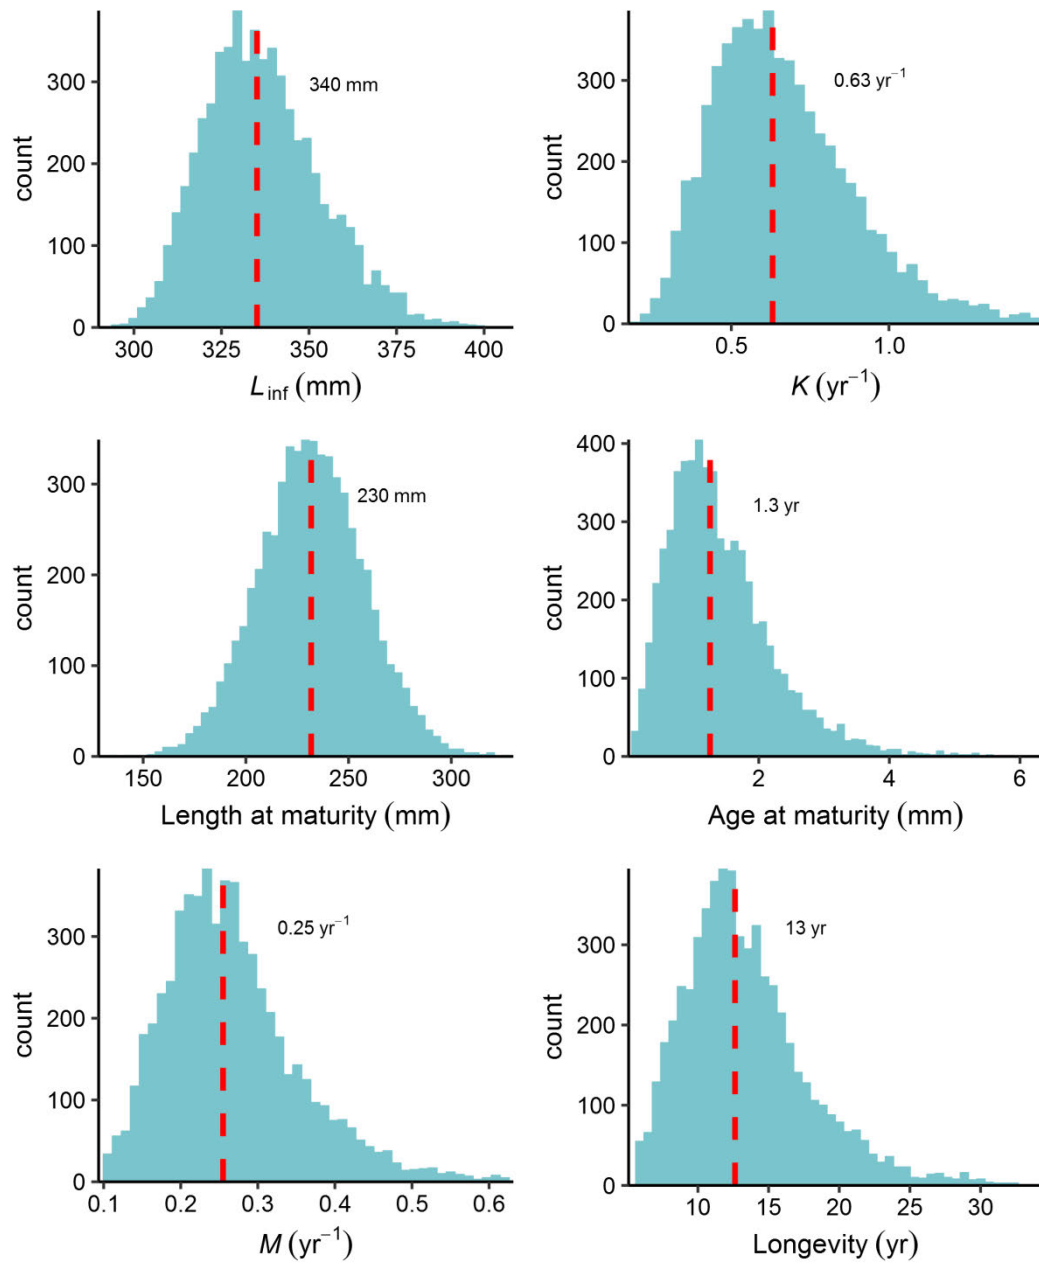 300
200
100
0
count
340 mm
300
325
350
375
400
L_inf (mm)
300
200
100
0
count
0.63 yr⁻¹
0.5
1.0
K (yr⁻¹)
300
200
100
0
count
230 mm
150
200
250
300
Length at maturity (mm)
400
300
200
100
0
count
1.3 yr
2
4
6
Age at maturity (mm)
300
200
100
0
count
0.25 yr⁻¹
0.1
0.2
0.3
0.4
0.5
0.6
M (yr⁻¹)
300
200
100
0
count
13 yr
10
15
20
25
30
Longevity (yr)